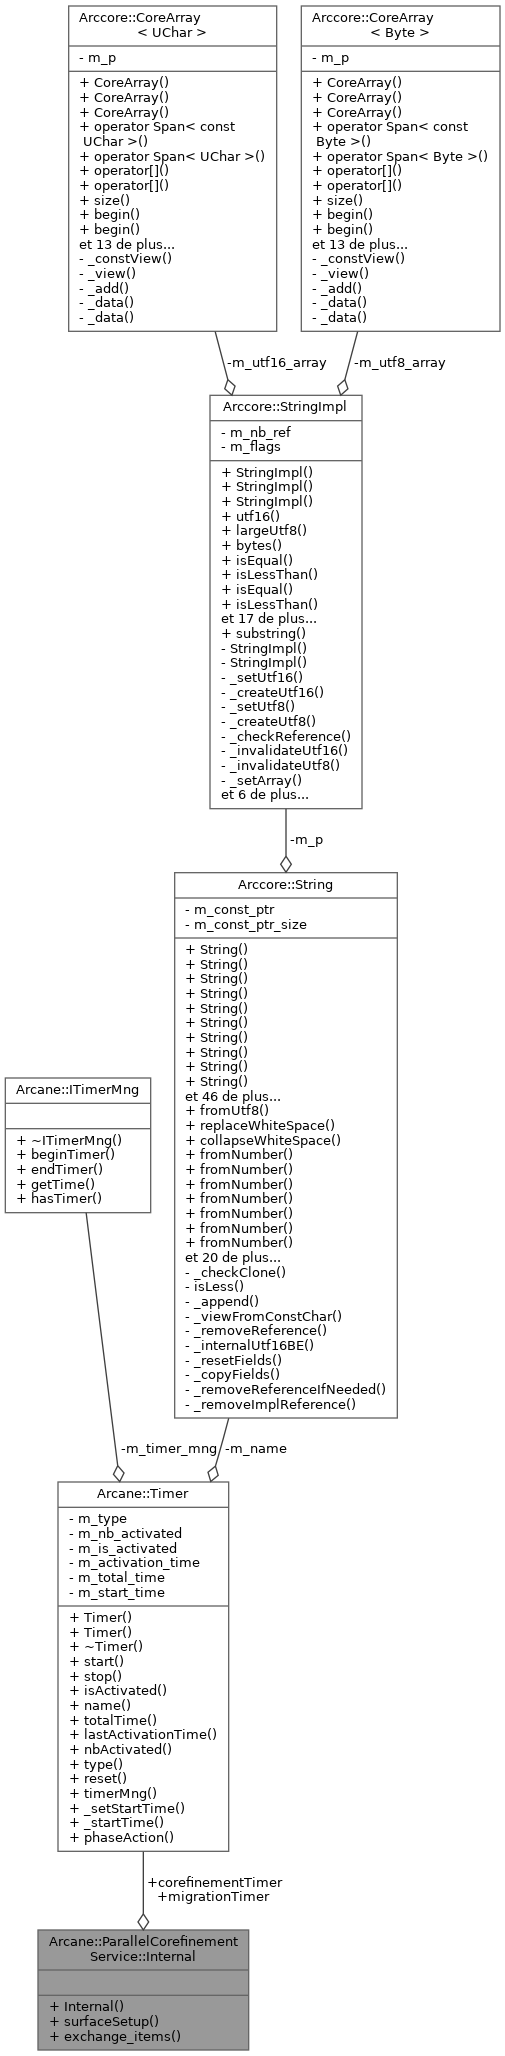 Arccore::CoreArray
< UChar >
- m_p
+ CoreArray()
+ CoreArray()
+ CoreArray()
+ operator Span< const
UChar >()
+ operator Span< UChar >()
+ operator[]()
+ operator[]()
+ size()
+ begin()
+ begin()
et 13 de plus...
- _constView()
- _view()
- _add()
- _data()
- _data()
Arccore::CoreArray
< Byte >
- m_p
+ CoreArray()
+ CoreArray()
+ CoreArray()
+ operator Span< const
Byte >()
+ operator Span< Byte >()
+ operator[]()
+ operator[]()
+ size()
+ begin()
+ begin()
et 13 de plus...
- _constView()
- _view()
- _add()
- _data()
- _data()
-m_utf16_array
-m_utf8_array
Arccore::StringImpl
- m_nb_ref
- m_flags
+ StringImpl()
+ StringImpl()
+ StringImpl()
+ utf16()
+ largeUtf8()
+ bytes()
+ isEqual()
+ isLessThan()
+ isEqual()
+ isLessThan()
et 17 de plus...
+ substring()
- StringImpl()
- StringImpl()
- _setUtf16()
- _createUtf16()
- _setUtf8()
- _createUtf8()
- _checkReference()
- _invalidateUtf16()
- _invalidateUtf8()
- _setArray()
et 6 de plus...
-m_p
Arccore::String
- m_const_ptr
- m_const_ptr_size
+ String()
+ String()
+ String()
+ String()
+ String()
+ String()
+ String()
+ String()
+ String()
+ String()
et 46 de plus...
+ fromUtf8()
+ replaceWhiteSpace()
+ collapseWhiteSpace()
+ fromNumber()
+ fromNumber()
+ fromNumber()
+ fromNumber()
+ fromNumber()
+ fromNumber()
+ fromNumber()
et 20 de plus...
- _checkClone()
- isLess()
- _append()
- _viewFromConstChar()
- _removeReference()
- _internalUtf16BE()
- _resetFields()
- _copyFields()
- _removeReferenceIfNeeded()
- _removeImplReference()
Arcane::ITimerMng
+ ~ITimerMng()
+ beginTimer()
+ endTimer()
+ getTime()
+ hasTimer()
-m_timer_mng
-m_name
Arcane::Timer
- m_type
- m_nb_activated
- m_is_activated
- m_activation_time
- m_total_time
- m_start_time
+ Timer()
+ Timer()
+ ~Timer()
+ start()
+ stop()
+ isActivated()
+ name()
+ totalTime()
+ lastActivationTime()
+ nbActivated()
+ type()
+ reset()
+ timerMng()
+ _setStartTime()
+ _startTime()
+ phaseAction()
+corefinementTimer
+migrationTimer
Arcane::ParallelCorefinement
Service::Internal
+ Internal()
+ surfaceSetup()
+ exchange_items()